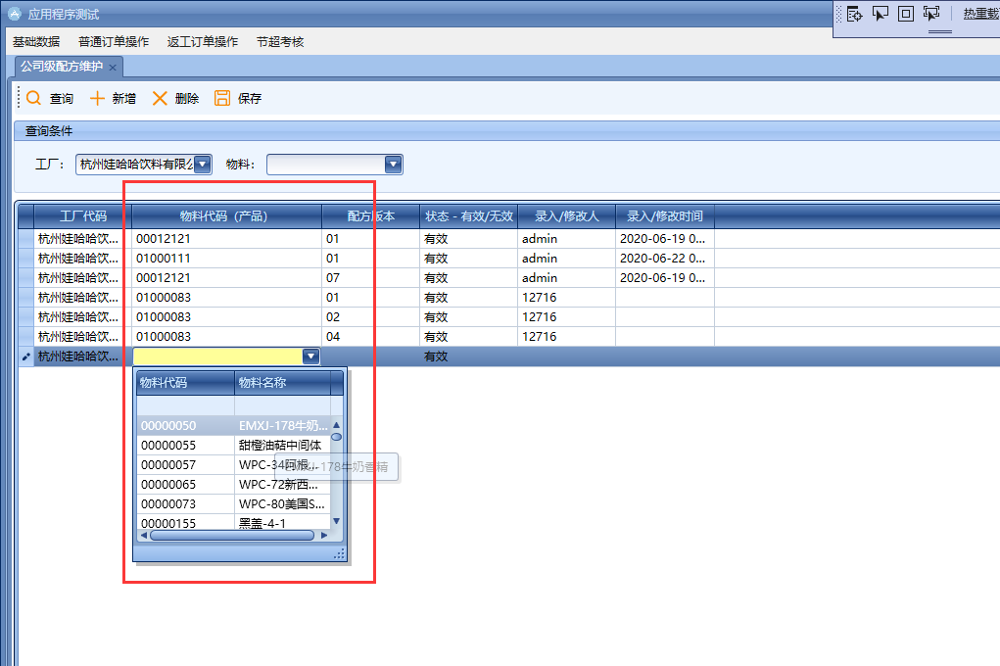 应用程序测试
热重载
基础数据 普通订单操作 返工订单操作 节超考核
公司级配方维护 ×
查询 新增 删除 保存
查询条件
工厂: 杭州娃哈哈饮料有限公 物料:
工厂代码 物料代码 (产品) 配方版本 状态 - 有效/无效 录入/修改人 录入/修改时间
杭州娃哈哈饮... 00012121 01 有效 admin 2020-06-19 0...
杭州娃哈哈饮... 01000111 01 有效 admin 2020-06-22 0...
杭州娃哈哈饮... 00012121 07 有效 admin 2020-06-19 0...
杭州娃哈哈饮... 01000083 01 有效 12716
杭州娃哈哈饮... 01000083 02 有效 12716
杭州娃哈哈饮... 01000083 04 有效 12716
杭州娃哈哈饮... 有效
物料代码 物料名称
00000050 EMXJ-178牛奶...
00000055 甜橙油萜中间体
00000057 WPC-34阿根...
EMXJ-178牛奶香精
00000065 WPC-72新西...
00000073 WPC-80美国S...
00000155 黑盖-4-1